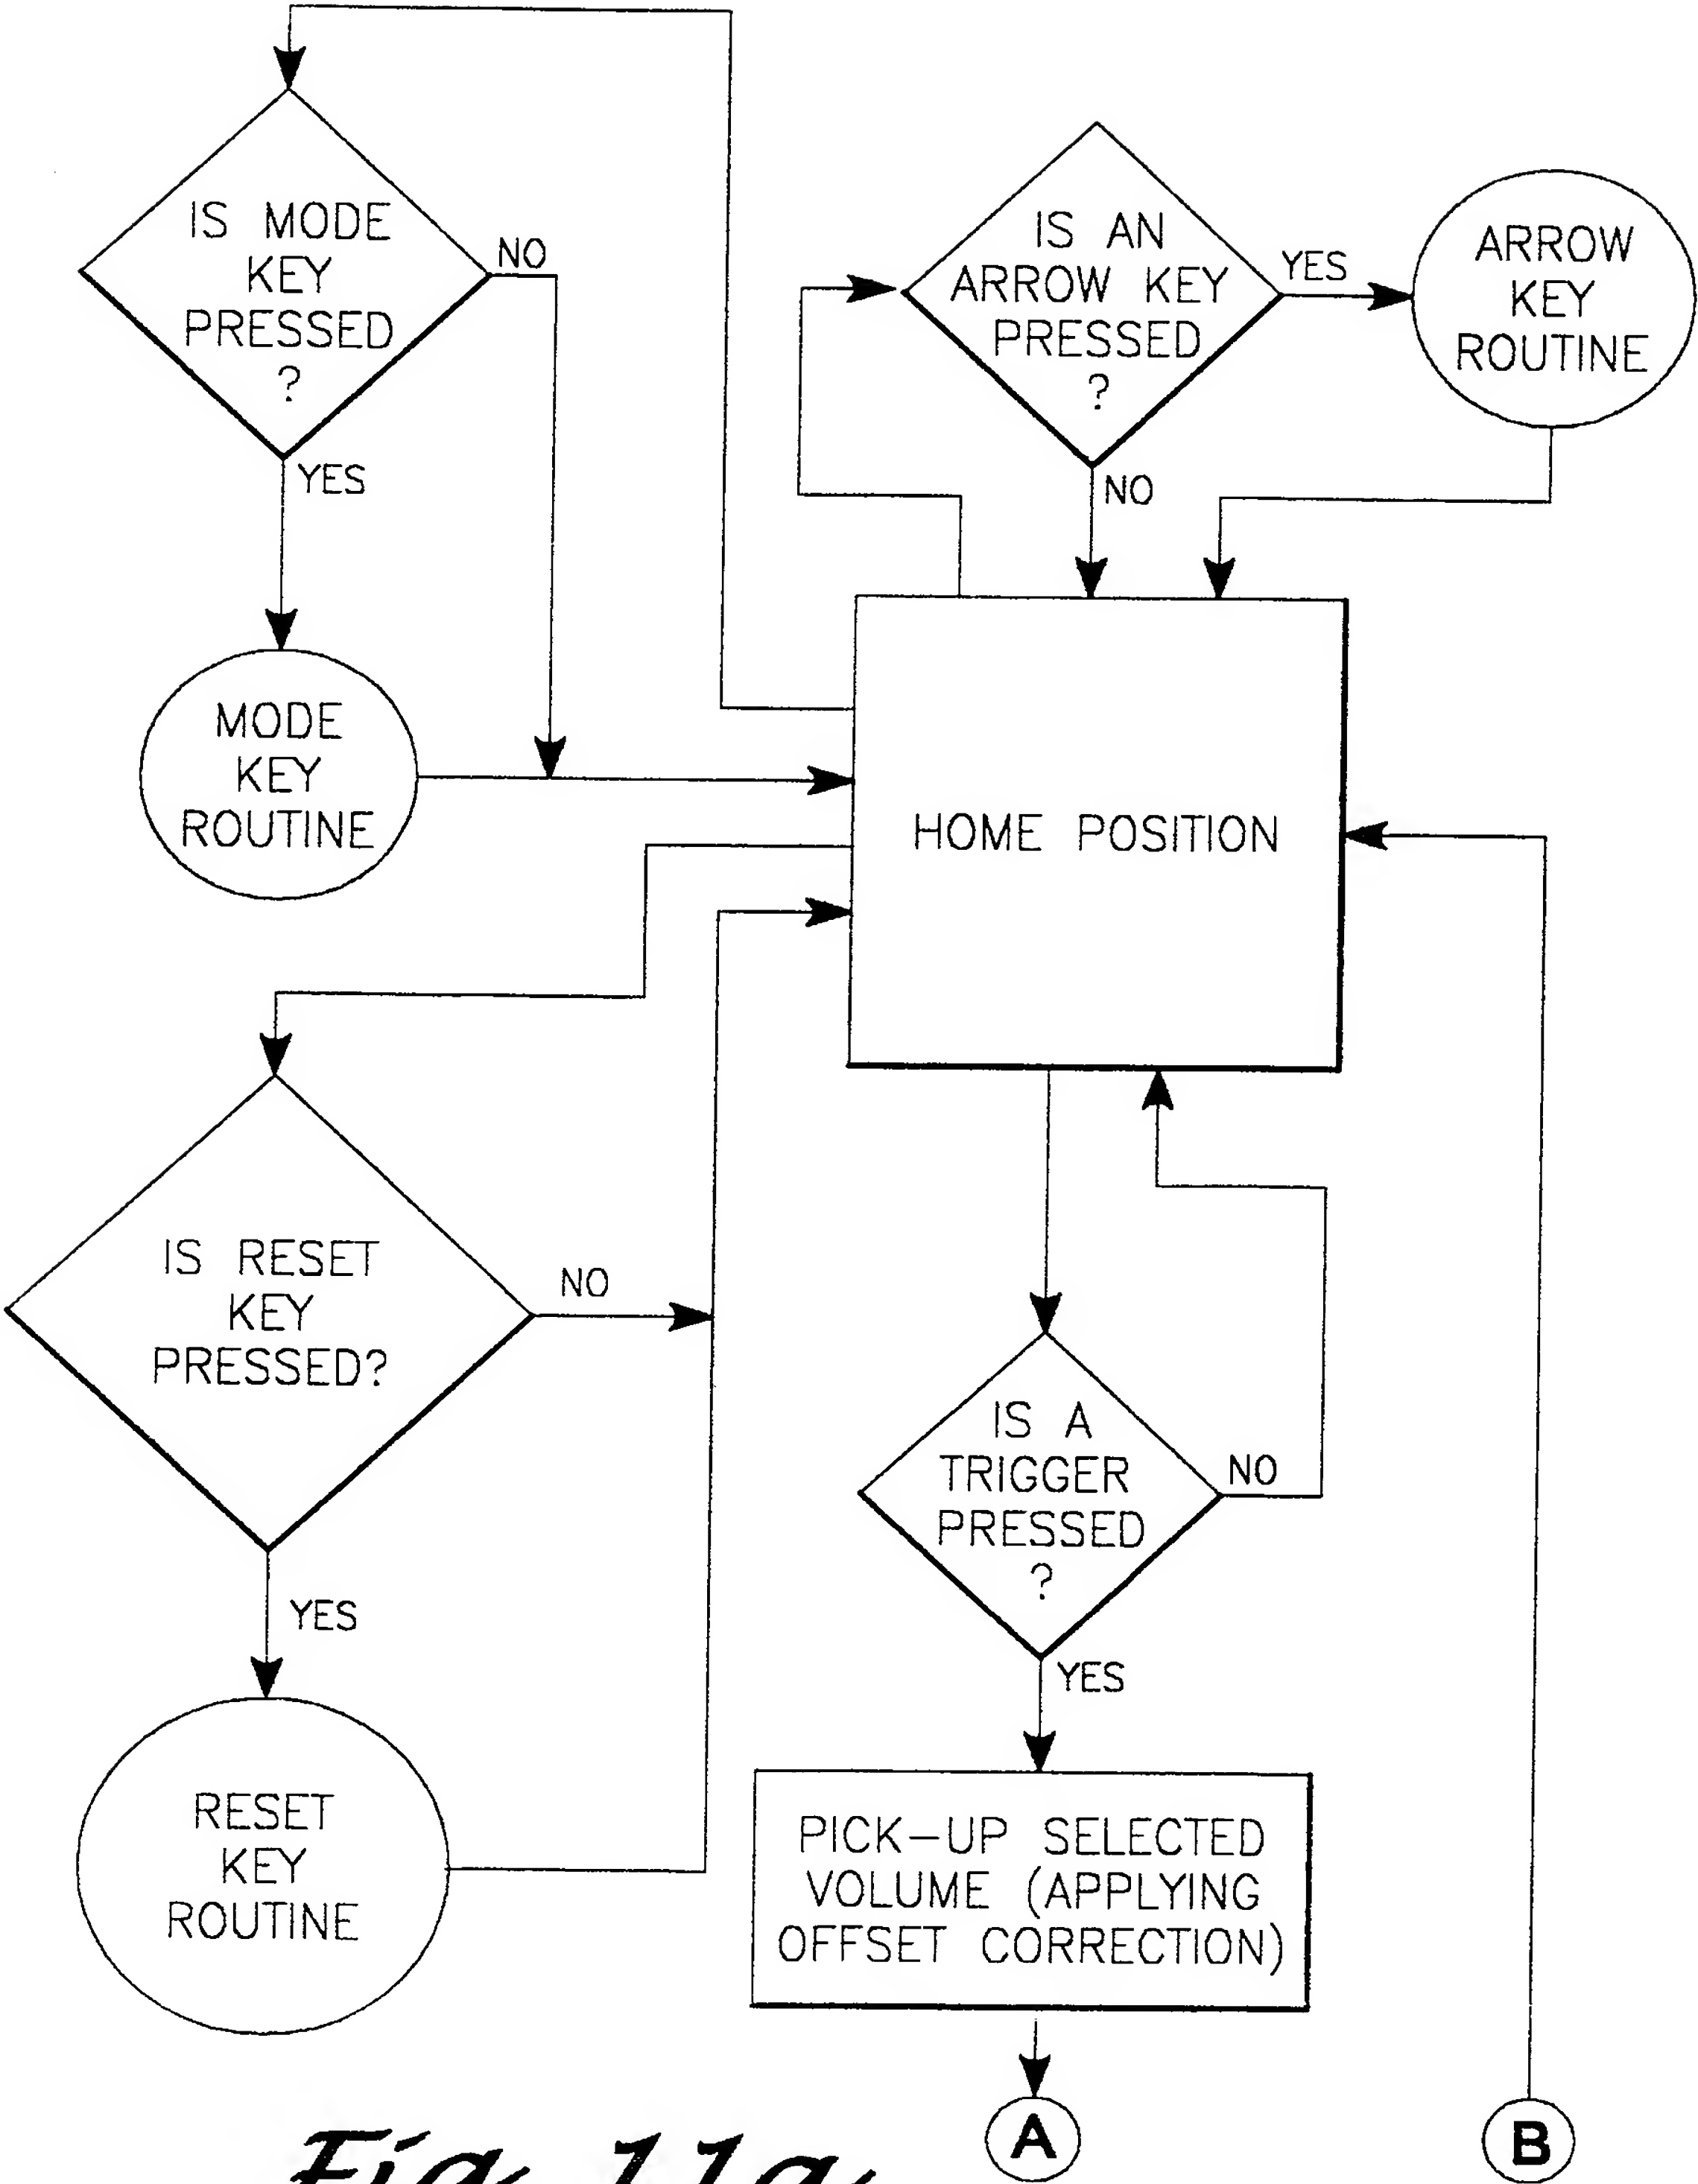 IS MODE
KEY
PRESSED
?
NO
YES
MODE
KEY
ROUTINE
IS AN
ARROW KEY
PRESSED
?
YES
NO
ARROW
KEY
ROUTINE
HOME POSITION
IS RESET
KEY
PRESSED?
NO
YES
RESET
KEY
ROUTINE
IS A
TRIGGER
PRESSED
?
NO
YES
PICK-UP SELECTED
VOLUME (APPLYING
OFFSET CORRECTION)
A
B
Fig. 11a